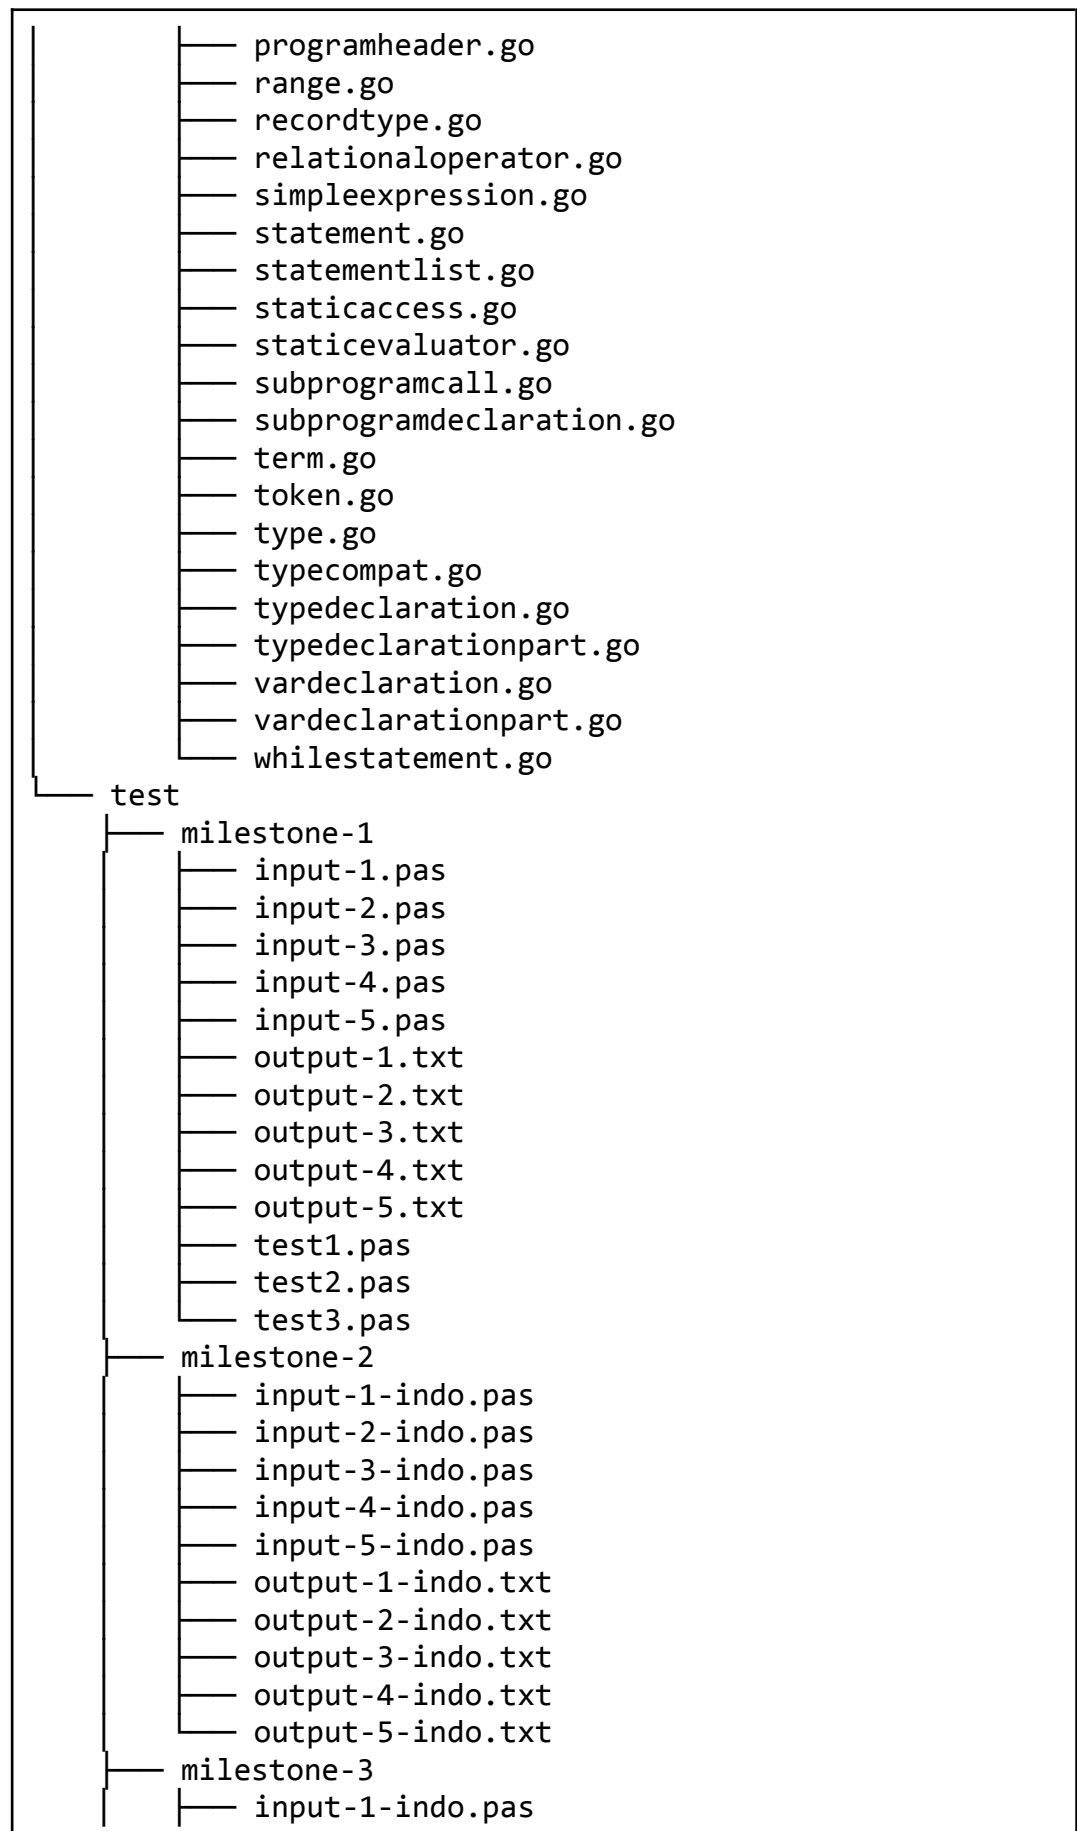 │       ├── programheader.go
│       ├── range.go
│       ├── recordtype.go
│       ├── relationaloperator.go
│       ├── simpleexpression.go
│       ├── statement.go
│       ├── statementlist.go
│       ├── staticaccess.go
│       ├── staticevaluator.go
│       ├── subprogramcall.go
│       ├── subprogramdeclaration.go
│       ├── term.go
│       ├── token.go
│       ├── type.go
│       ├── typecompat.go
│       ├── typedeclaration.go
│       ├── typedeclarationpart.go
│       ├── vardeclaration.go
│       ├── vardeclarationpart.go
│       └── whilestatement.go
└── test
    ├── milestone-1
    │   ├── input-1.pas
    │   ├── input-2.pas
    │   ├── input-3.pas
    │   ├── input-4.pas
    │   ├── input-5.pas
    │   ├── output-1.txt
    │   ├── output-2.txt
    │   ├── output-3.txt
    │   ├── output-4.txt
    │   ├── output-5.txt
    │   ├── test1.pas
    │   ├── test2.pas
    │   └── test3.pas
    ├── milestone-2
    │   ├── input-1-indo.pas
    │   ├── input-2-indo.pas
    │   ├── input-3-indo.pas
    │   ├── input-4-indo.pas
    │   ├── input-5-indo.pas
    │   ├── output-1-indo.txt
    │   ├── output-2-indo.txt
    │   ├── output-3-indo.txt
    │   ├── output-4-indo.txt
    │   └── output-5-indo.txt
    ├── milestone-3
    │   ├── input-1-indo.pas